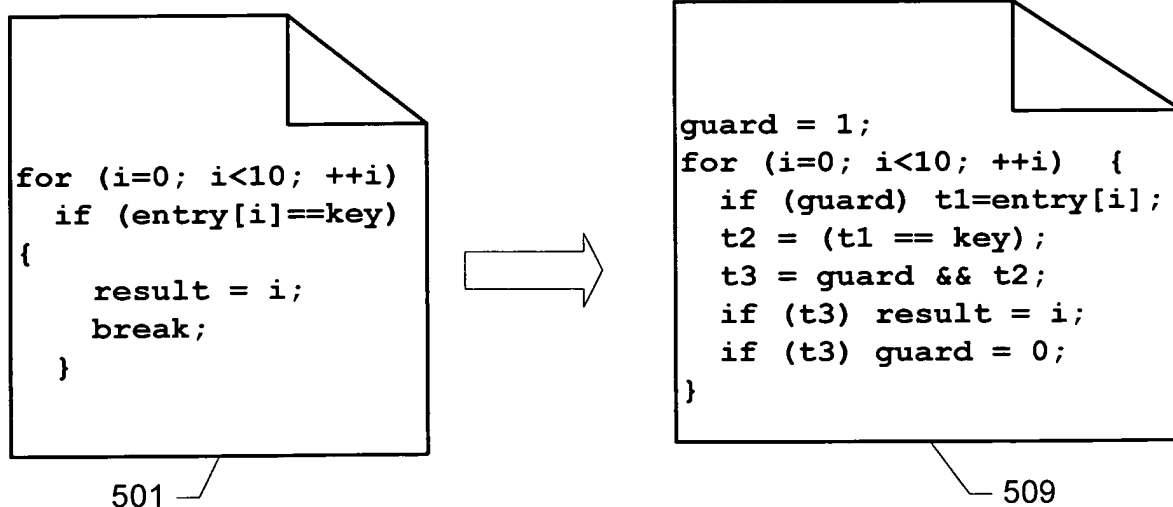 for (i=0; i<10; ++i)
if (entry[i]==key)
{
result = i;
break;
}
501
guard = 1;
for (i=0; i<10; ++i) {
if (guard) t1=entry[i];
t2 = (t1 == key);
t3 = guard && t2;
if (t3) result = i;
if (t3) guard = 0;
}
509